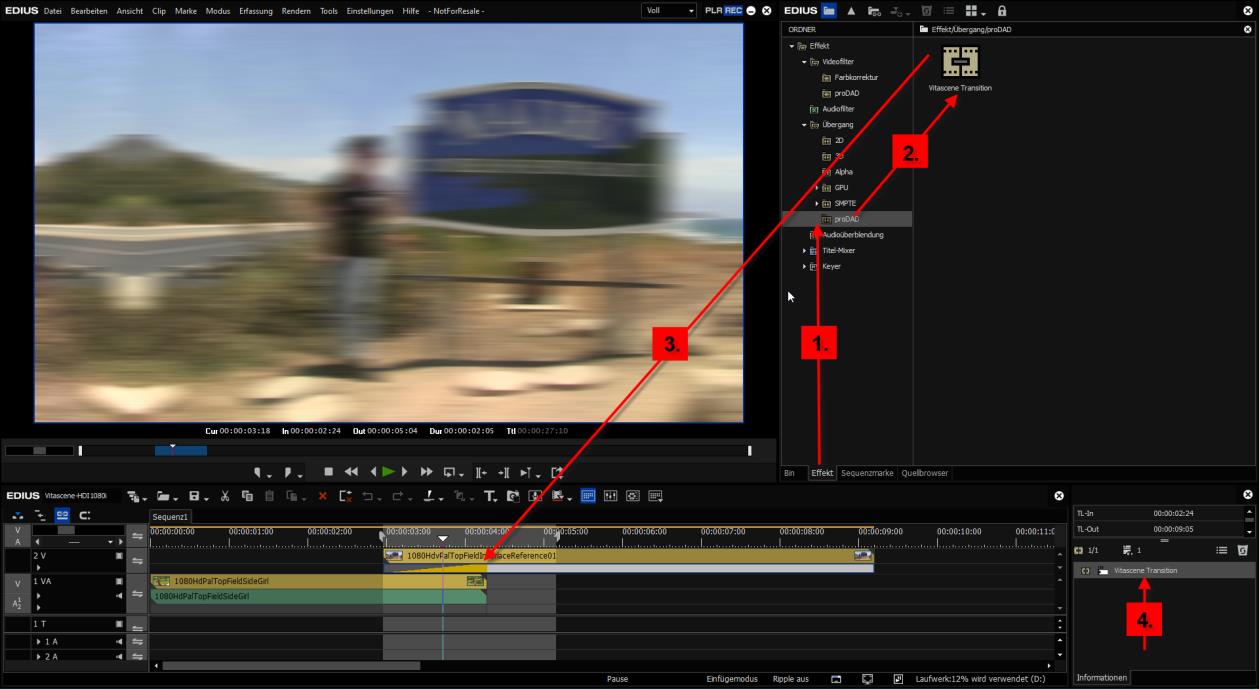 EDIUS Datei Bearbeiten Ansicht Clip Marke Modus Erfassung Rendern Tools Einstellungen Hilfe - NotForResale -
Voll
PLR REC
EDIUS
ORDNER
Effekt/Übergang/proDAD
Effekt
Videofilter
Farbkorrektur
proDAD
Audiofilter
Übergang
2D
Alpha
GPU
SMPTE
proDAD
Audioüberblendung
Titel-Mixer
Keyer
Vitascene Transition
2.
3.
1.
Bin Effekt Sequenzmarke Quellbrowser
Cur 00:00:03:18 In 00:00:02:24 Out 00:00:05:04 Dur 00:00:02:05 Ttl 00:00:27:10
EDIUS Vitascene-HDI1080i
Sequenz1
00:00:00:00 00:00:01:00 00:00:02:00 00:00:03:00 00:00:04:00 00:00:05:00 00:00:06:00 00:00:07:00 00:00:08:00 00:00:09:00 00:00:10:00 00:00:11:0
V
A
2 V
1080HdPalTopFieldInterlaceReference01
V
1 VA
1080HdPalTopFieldSideGirl
A12
1080HdPalTopFieldSideGirl
1 T
1 A
2 A
TL-In 00:00:02:24
TL-Out 00:00:09:05
1/1 1
Vitascene Transition
4.
Informationen
Pause Einfügemodus Ripple aus Laufwerk:12% wird verwendet (D:)